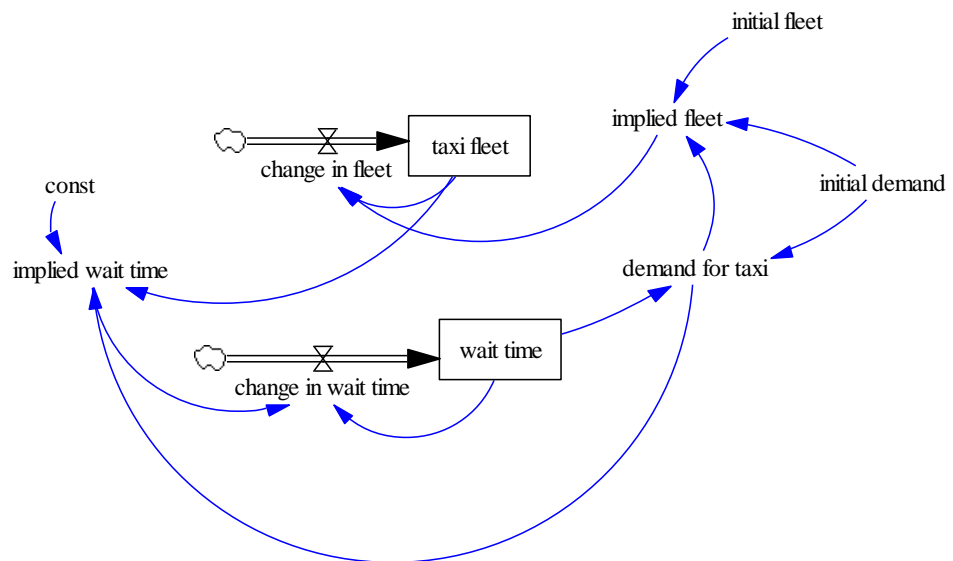 initial fleet
implied fleet
taxi fleet
change in fleet
const
initial demand
implied wait time
demand for taxi
wait time
change in wait time